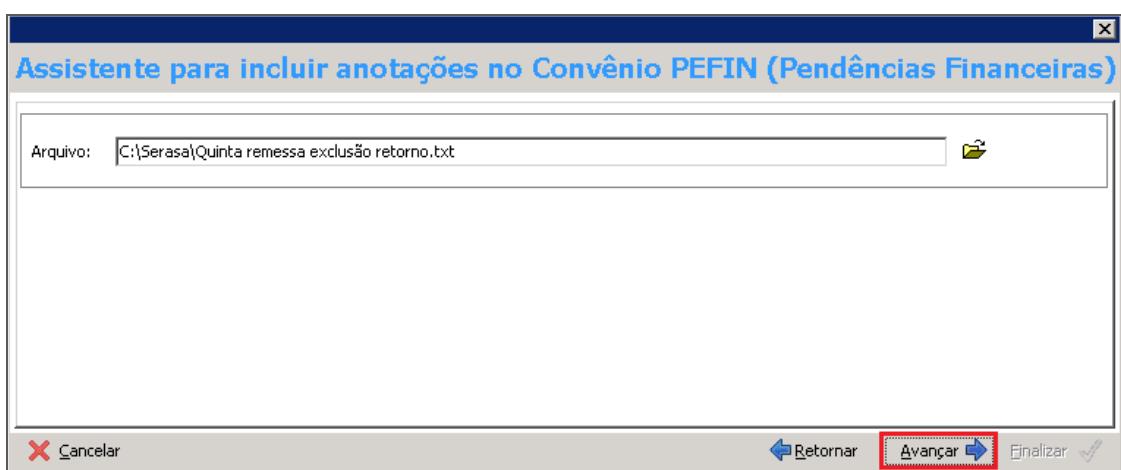 Assistente para incluir anotações no Convênio PEFIN (Pendências Financeiras)
Arquivo: C:\Serasa\Quinta remessa exclusão retorno.txt
Cancelar Retornar Avançar Finalizar